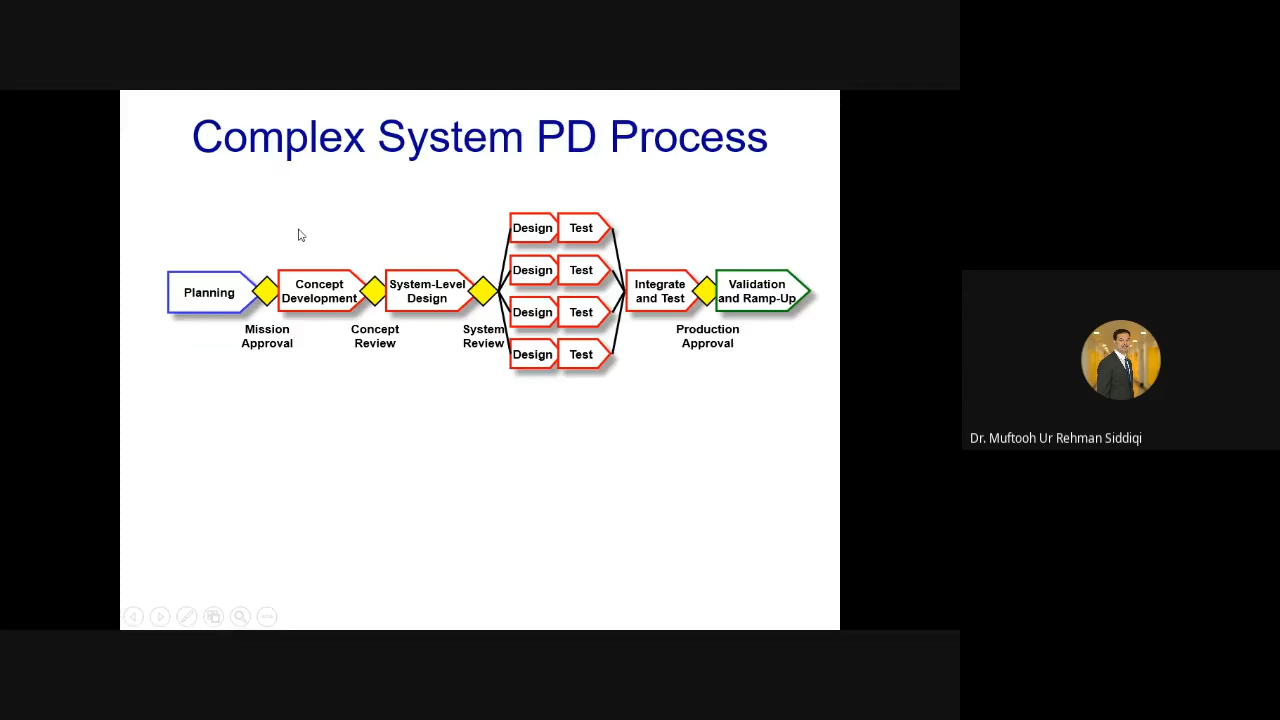 Complex System PD Process
Planning
Mission
Approval
Concept
Development
Concept
Review
System-Level
Design
System
Review
Design
Test
Design
Test
Design
Test
Design
Test
Integrate
and Test
Production
Approval
Validation
and Ramp-Up
Dr. Muftooh Ur Rehman Siddiqi